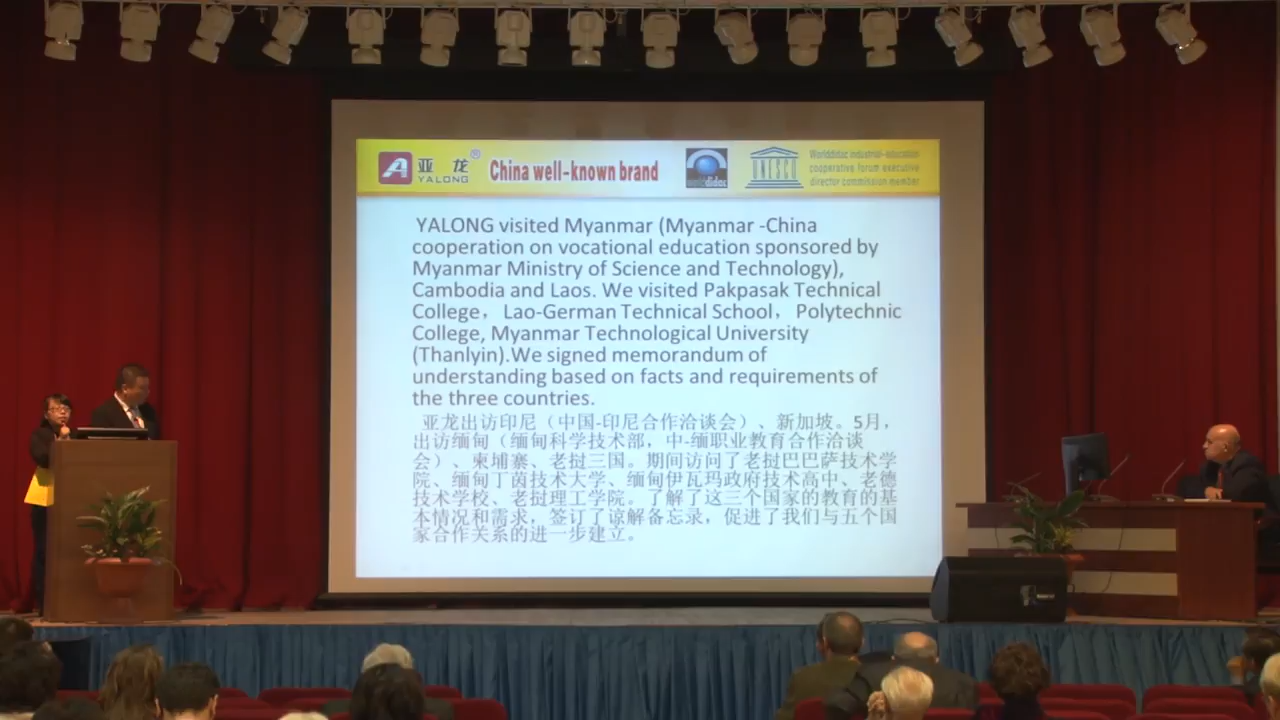 亚龙®
YALONG
China well-known brand
worlddidac
UNESCO
Worlddidac industrial-education
cooperative forum executive
director commission member
YALONG visited Myanmar (Myanmar -China
cooperation on vocational education sponsored by
Myanmar Ministry of Science and Technology),
Cambodia and Laos. We visited Pakpasak Technical
College， Lao-German Technical School， Polytechnic
College, Myanmar Technological University
(Thanlyin).We signed memorandum of
understanding based on facts and requirements of
the three countries.
亚龙出访印尼（中国-印尼合作洽谈会）、新加坡。5月，
出访缅甸（缅甸科学技术部，中-缅职业教育合作洽谈
会）、柬埔寨、老挝三国。期间访问了老挝巴巴萨技术学
院、缅甸丁茵技术大学、缅甸伊瓦玛政府技术高中、老德
技术学校、老挝理工学院。了解了这三个国家的教育的基
本情况和需求，签订了谅解备忘录，促进了我们与五个国
家合作关系的进一步建立。